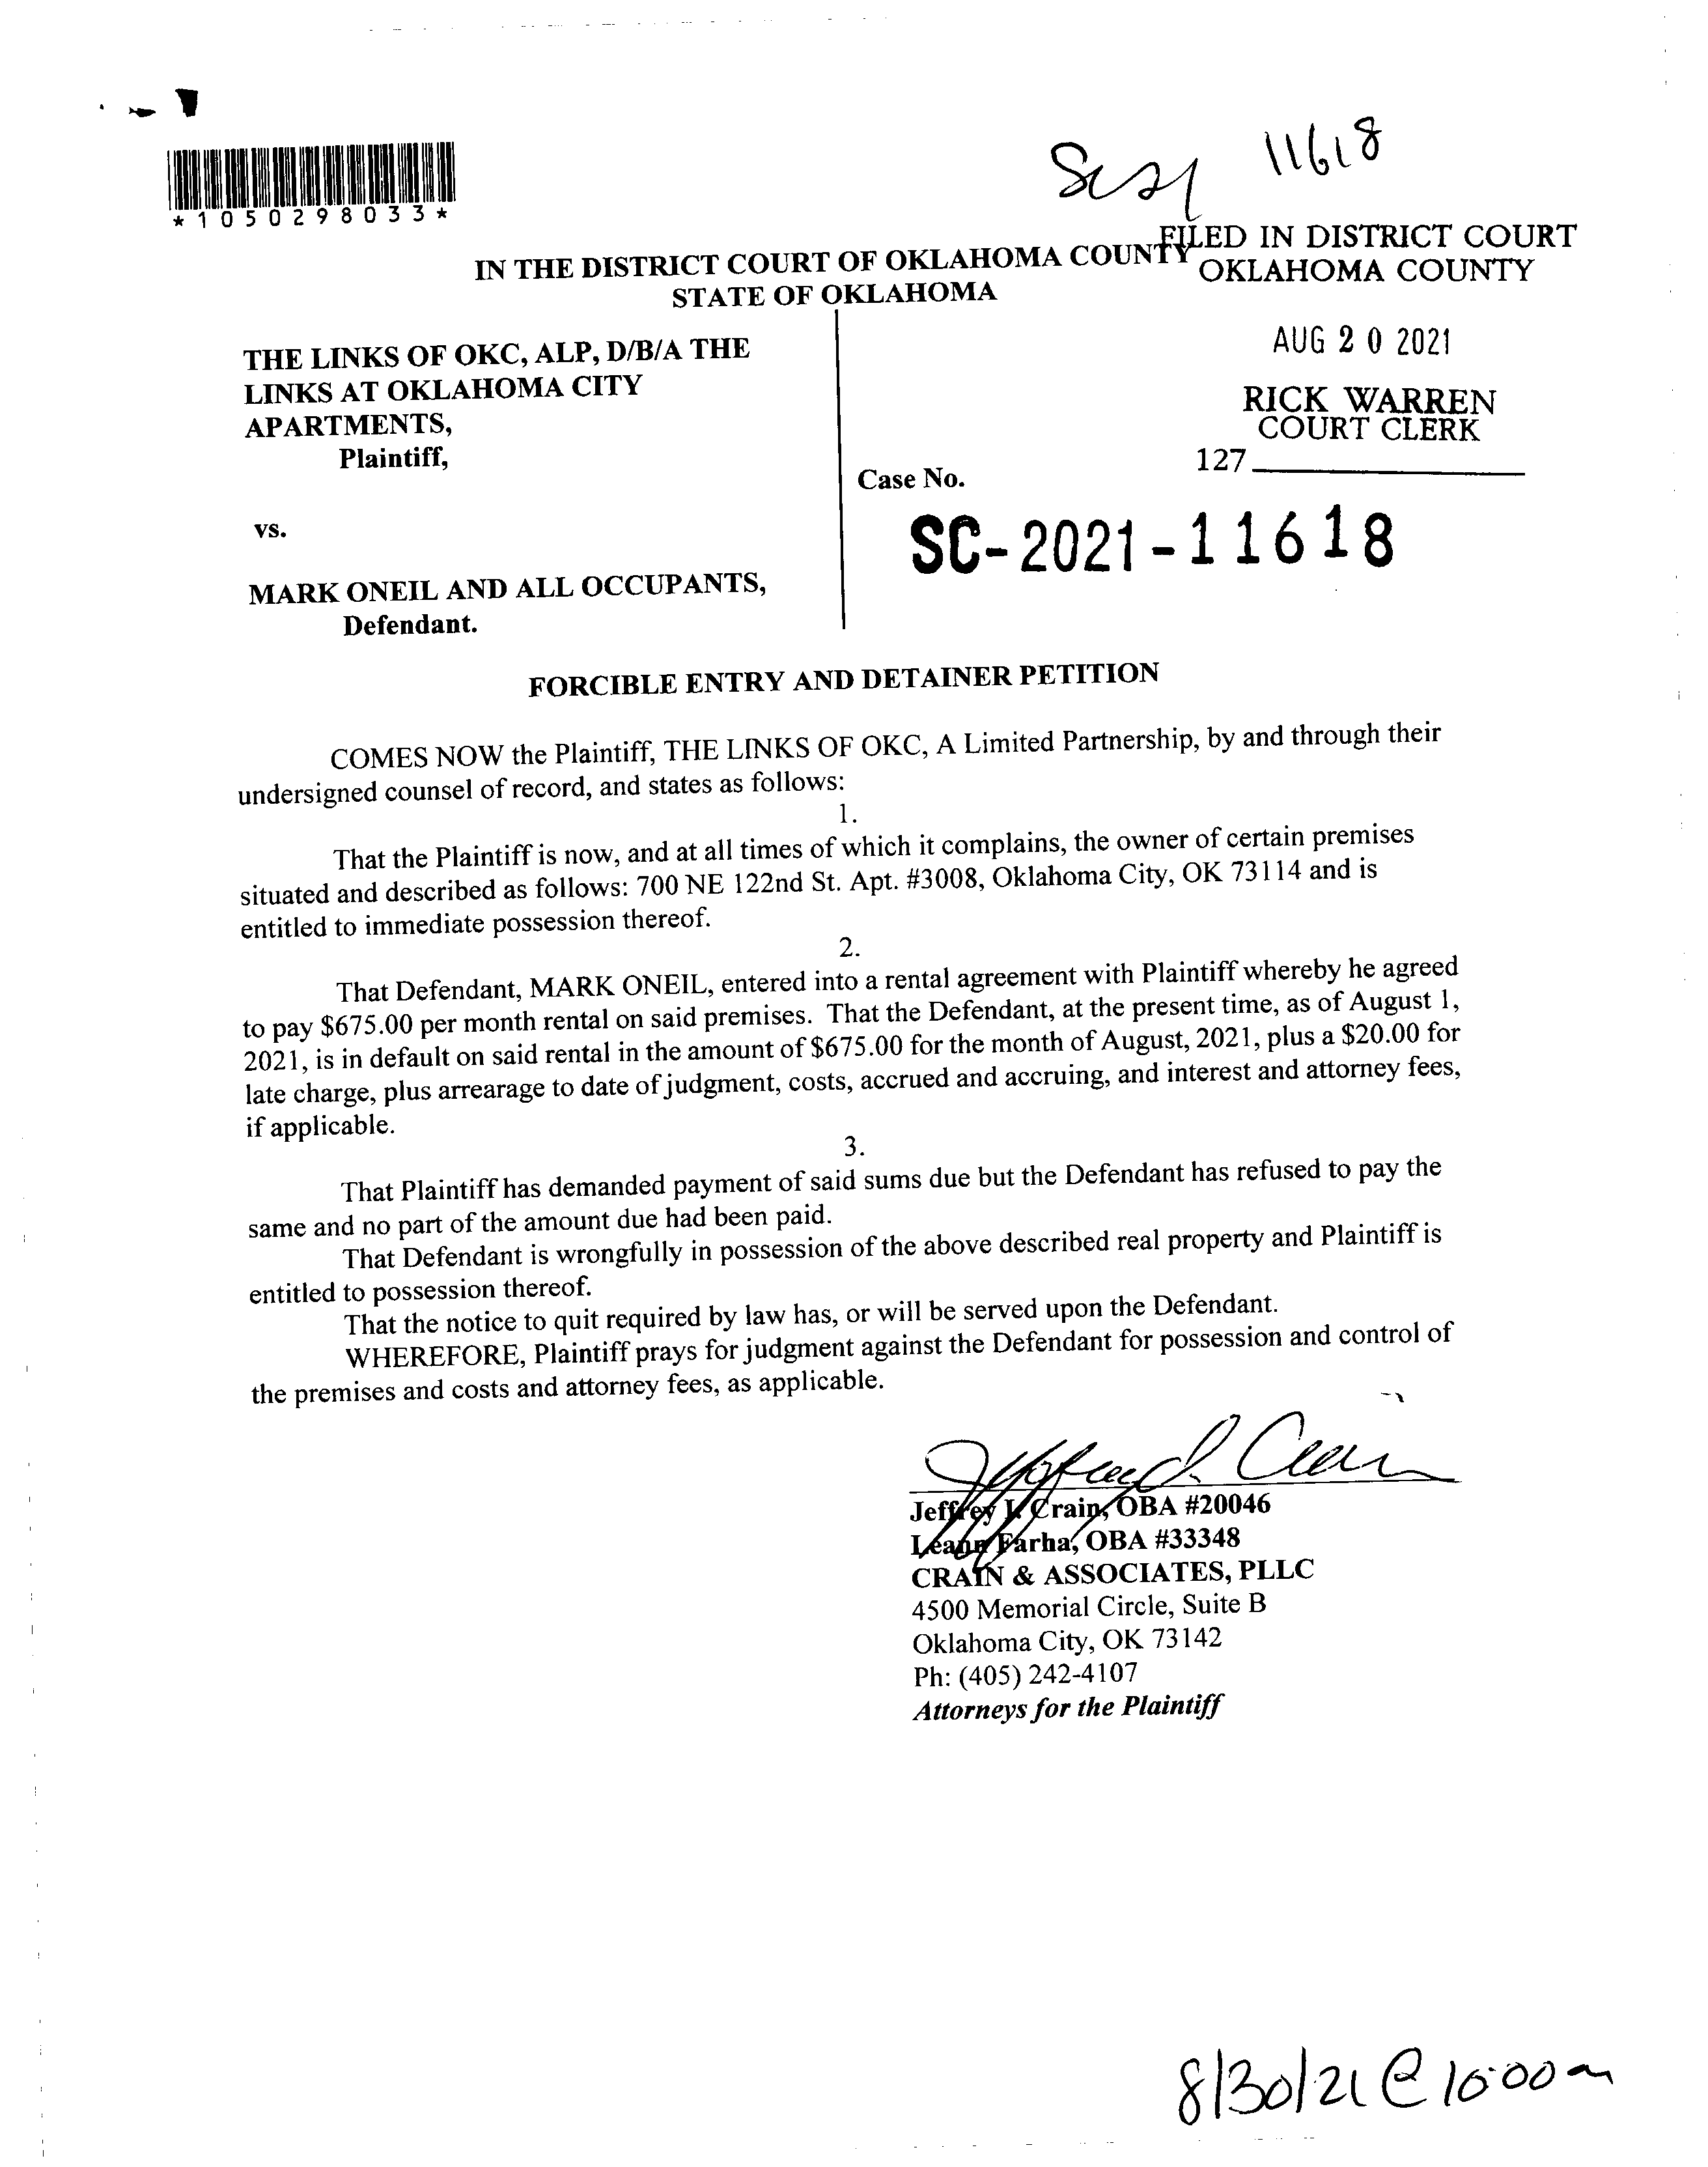 SC21 11618
*1050298033*
FILED IN DISTRICT COURT
OKLAHOMA COUNTY
IN THE DISTRICT COURT OF OKLAHOMA COUNTY
STATE OF OKLAHOMA
AUG 20 2021
RICK WARREN
COURT CLERK
127
THE LINKS OF OKC, ALP, D/B/A THE
LINKS AT OKLAHOMA CITY
APARTMENTS,
Plaintiff,
vs.
MARK ONEIL AND ALL OCCUPANTS,
Defendant.
Case No.
SC-2021-11618
FORCIBLE ENTRY AND DETAINER PETITION
COMES NOW the Plaintiff, THE LINKS OF OKC, A Limited Partnership, by and through their
undersigned counsel of record, and states as follows:
1.
That the Plaintiff is now, and at all times of which it complains, the owner of certain premises
situated and described as follows: 700 NE 122nd St. Apt. #3008, Oklahoma City, OK 73114 and is
entitled to immediate possession thereof.
2.
That Defendant, MARK ONEIL, entered into a rental agreement with Plaintiff whereby he agreed
to pay $675.00 per month rental on said premises. That the Defendant, at the present time, as of August 1,
2021, is in default on said rental in the amount of $675.00 for the month of August, 2021, plus a $20.00 for
late charge, plus arrearage to date of judgment, costs, accrued and accruing, and interest and attorney fees,
if applicable.
3.
That Plaintiff has demanded payment of said sums due but the Defendant has refused to pay the
same and no part of the amount due had been paid.
That Defendant is wrongfully in possession of the above described real property and Plaintiff is
entitled to possession thereof.
That the notice to quit required by law has, or will be served upon the Defendant.
WHEREFORE, Plaintiff prays for judgment against the Defendant for possession and control of
the premises and costs and attorney fees, as applicable.
Jeffrey I. Crain, OBA #20046
Leann Farha, OBA #33348
CRAIN & ASSOCIATES, PLLC
4500 Memorial Circle, Suite B
Oklahoma City, OK 73142
Ph: (405) 242-4107
Attorneys for the Plaintiff
8/30/21 @ 10:00am